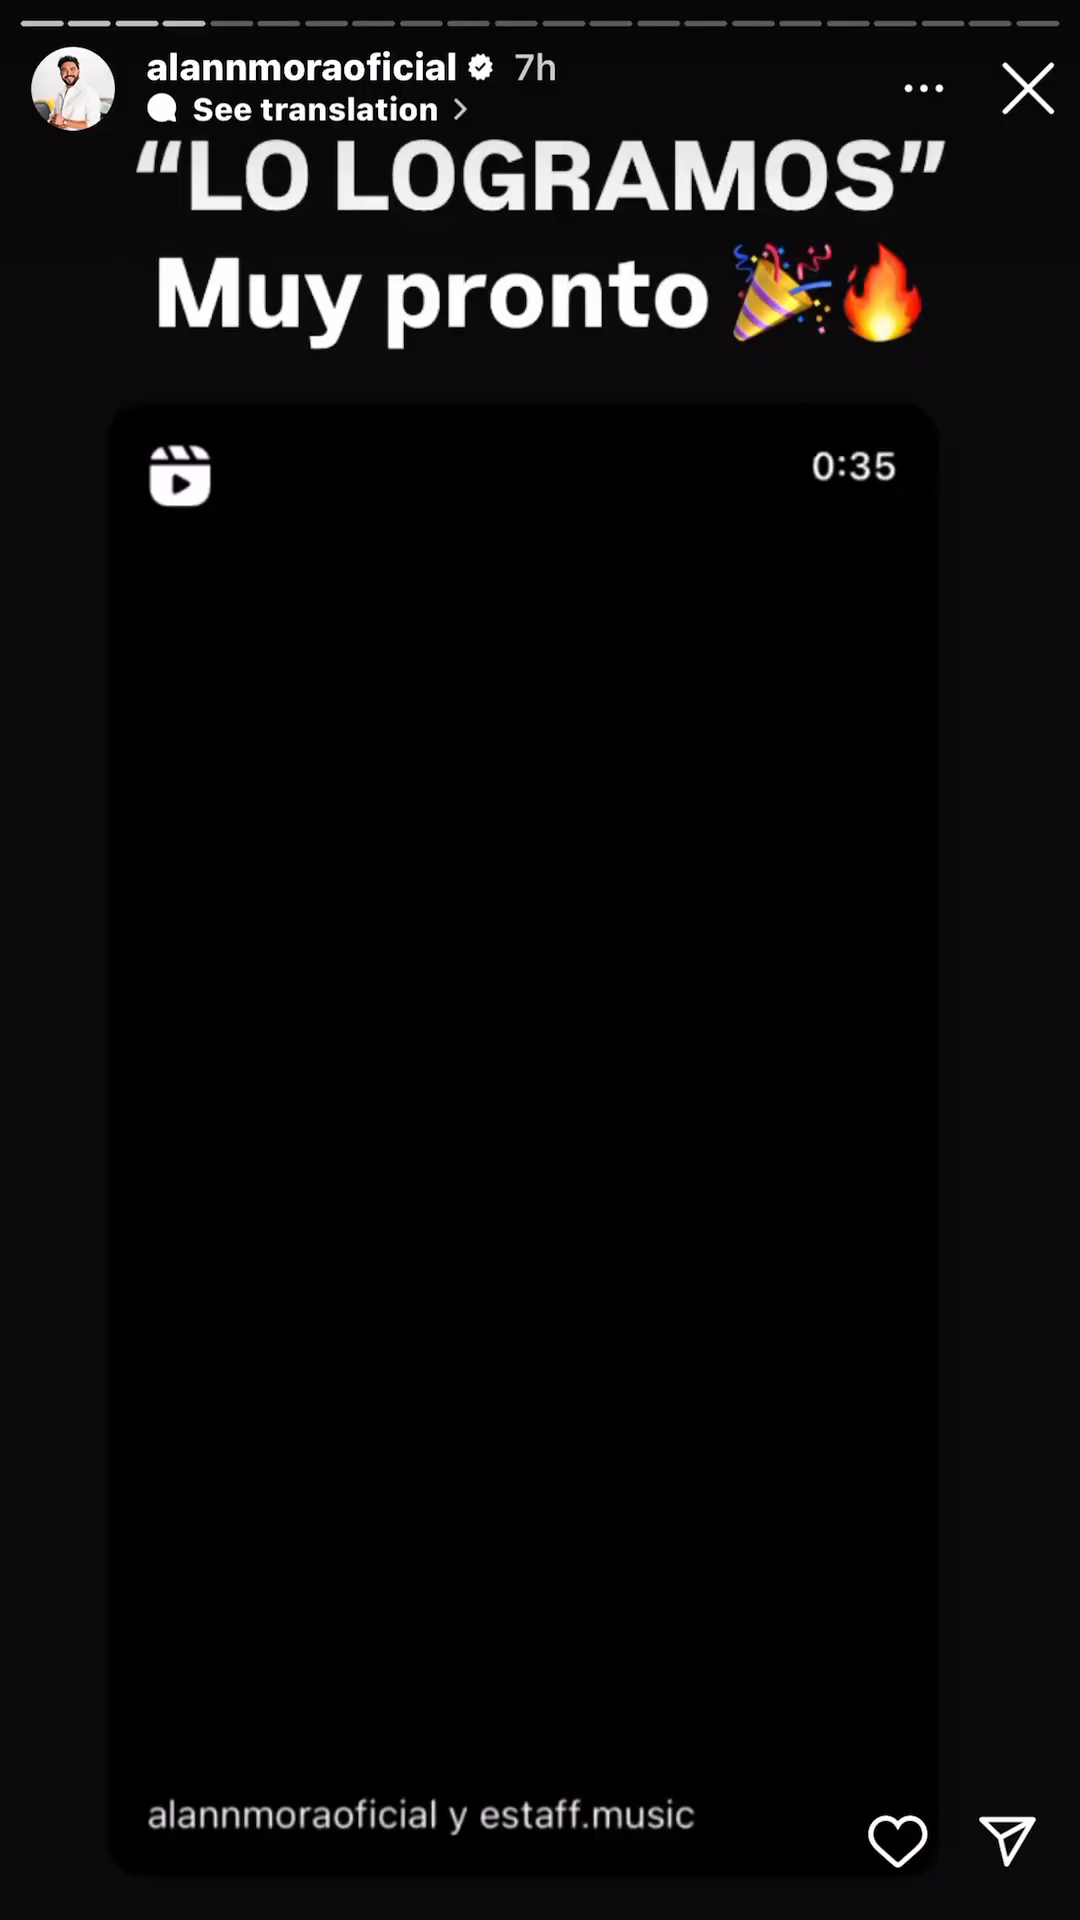 alannmoraoficial 7h
See translation
“LO LOGRAMOS”
Muy pronto 🎉🔥
0:35
alannmoraoficial y estaff.music